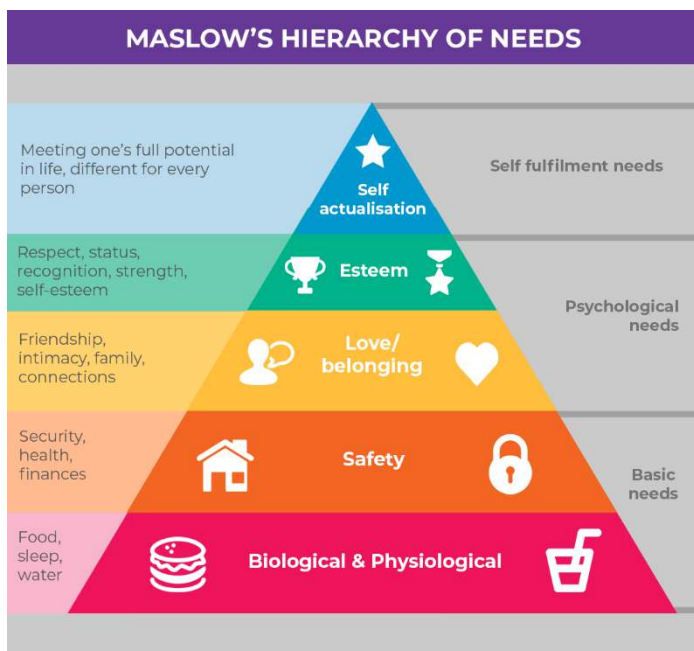 MASLOW'S HIERARCHY OF NEEDS
Meeting one's full potential
in life, different for every
person
Self
actualisation
Self fulfilment needs
Respect, status,
recognition, strength,
self-esteem
Esteem
Psychological
needs
Friendship,
intimacy, family,
connections
Love/
belonging
Security,
health,
finances
Safety
Basic
needs
Food,
sleep,
water
Biological & Physiological